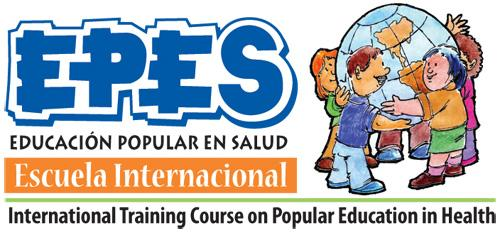 EPES
EDUCACIÓN POPULAR EN SALUD
Escuela Internacional
International Training Course on Popular Education in Health